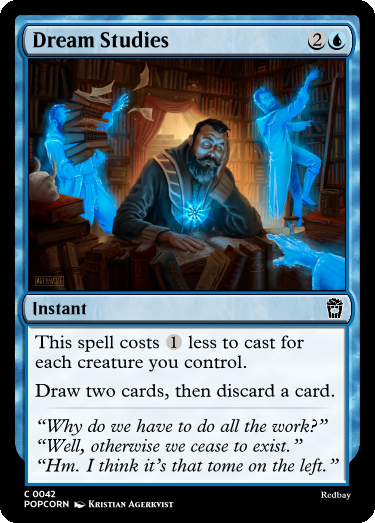 Dream Studies 2
AGERKVIST
Instant
This spell costs 1 less to cast for
each creature you control.
Draw two cards, then discard a card.
“Why do we have to do all the work?”
“Well, otherwise we cease to exist.”
“Hm. I think it's that tome on the left.”
C 0042
Redbay
POPCORN Kristian Agerkvist